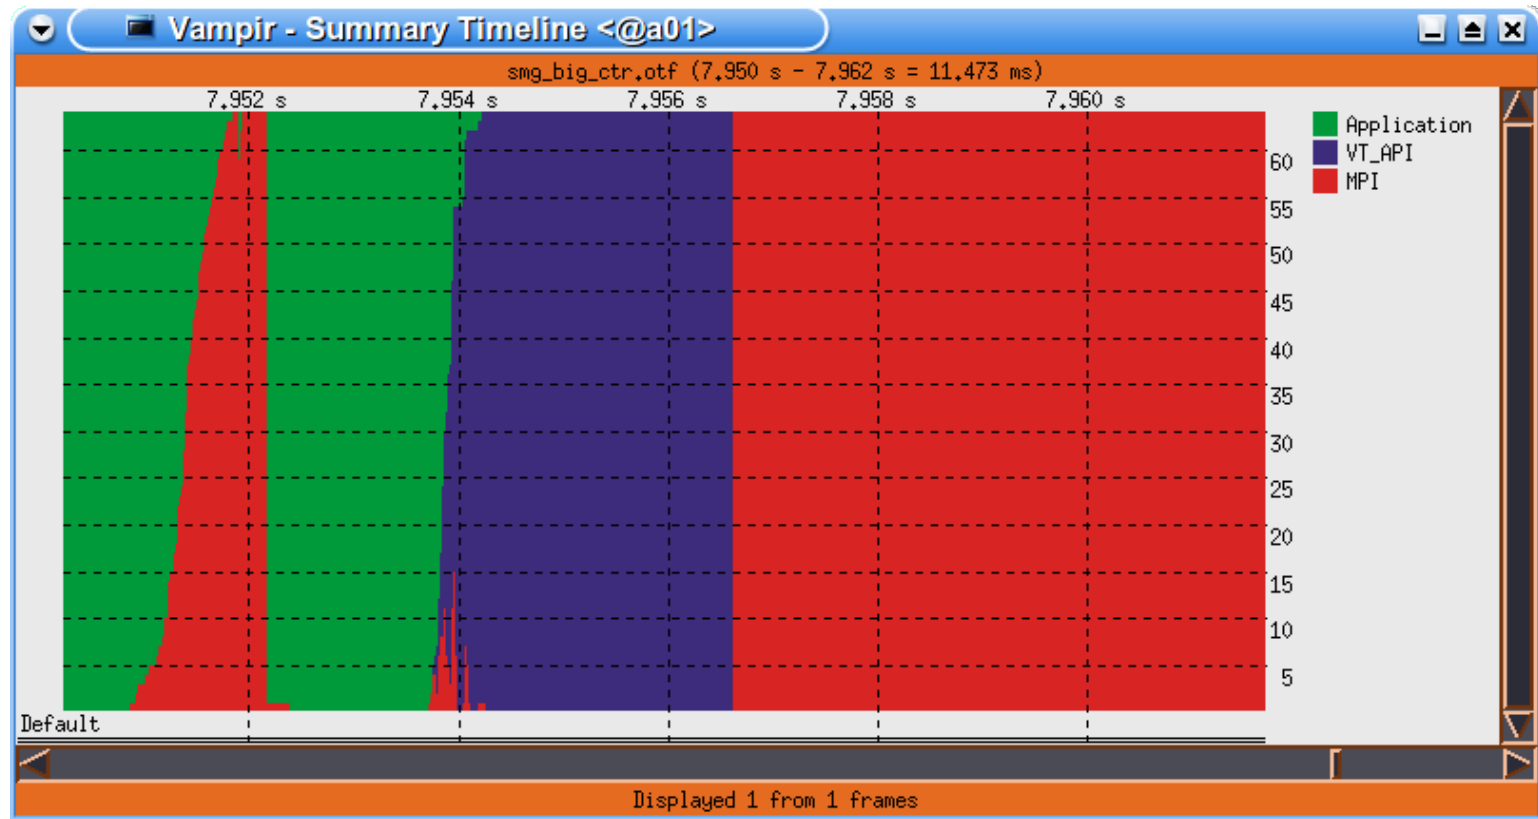 Vampir - Summary Timeline <@a01>
smg_big_ctr.otf (7.950 s - 7.962 s = 11.473 ms)
7.952 s 7.954 s 7.956 s 7.958 s 7.960 s
Application
VT_API
MPI
60
55
50
45
40
35
30
25
20
15
10
5
Default
Displayed 1 from 1 frames